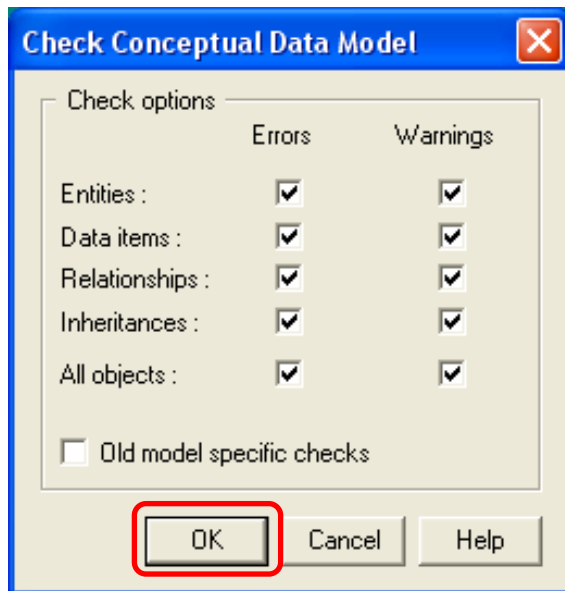 Check Conceptual Data Model
Check options
Errors Warnings
Entities :
Data items :
Relationships :
Inheritances :
All objects :
Old model specific checks
OK Cancel Help